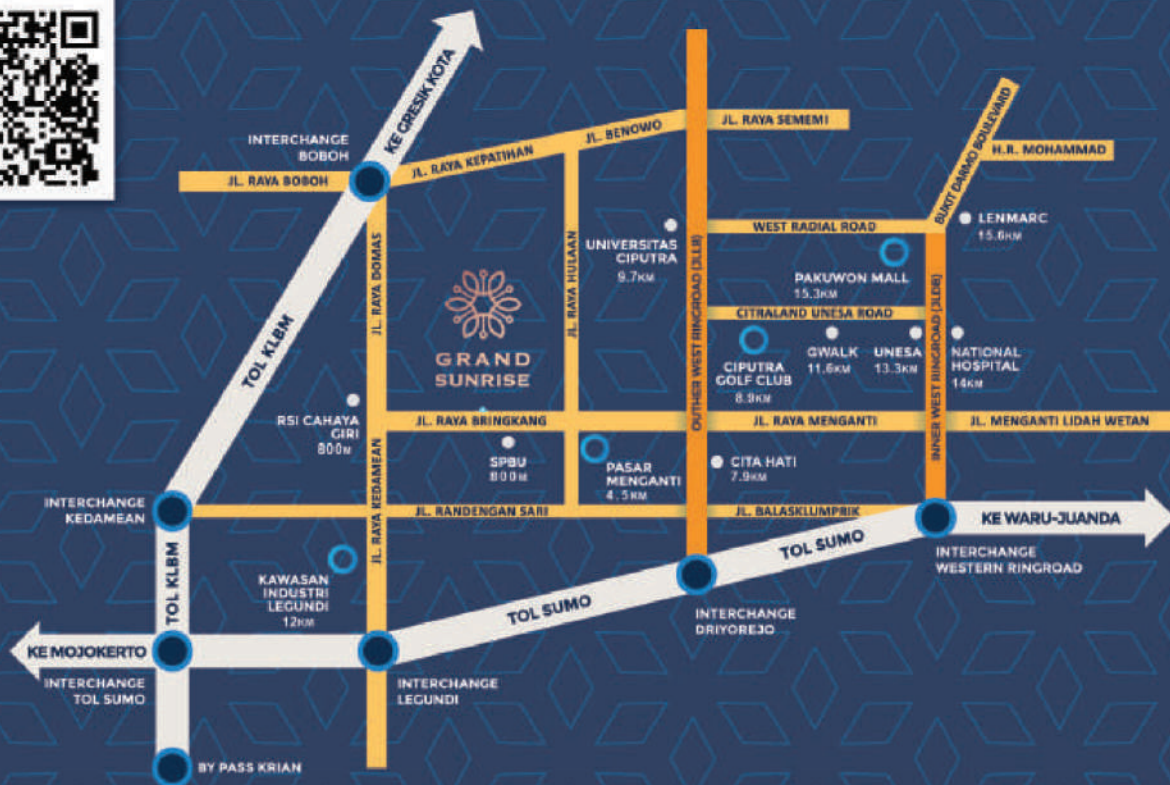 KE GRESIK KOTA
INTERCHANGE
BOBOH
JL. RAYA BOBOH
JL. RAYA KEPATIHAN
JL. BENOWO
JL. RAYA SEMEMI
BUKIT DARMO BOULEVARD
H.R. MOHAMMAD
LENMARC
15.6KM
WEST RADIAL ROAD
UNIVERSITAS
CIPUTRA
9.7KM
PAKUWON MALL
15.3KM
JL. RAYA DOMAS
JL. RAYA HULAAN
OUTHER WEST RINGROAD (JLLB)
INNER WEST RINGROAD (JLDB)
CITRALAND UNESA ROAD
GRAND
SUNRISE
TOL KLBM
CIPUTRA
GOLF CLUB
8.9KM
GWALK
11.6KM
UNESA
13.3KM
NATIONAL
HOSPITAL
14KM
RSI CAHAYA
GIRI
800M
JL. RAYA BRINGKANG
JL. RAYA MENGANTI
JL. MENGANTI LIDAH WETAN
SPBU
800M
PASAR
MENGANTI
4.5KM
CITA HATI
7.9KM
JL. RAYA KEDAMEAN
INTERCHANGE
KEDAMEAN
JL. RANDENGAN SARI
JL. BALASKLUMPRIK
KE WARU-JUANDA
TOL SUMO
INTERCHANGE
WESTERN RINGROAD
TOL KLBM
KAWASAN
INDUSTRI
LEGUNDI
12KM
TOL SUMO
INTERCHANGE
DRIYOREJO
KE MOJOKERTO
INTERCHANGE
TOL SUMO
INTERCHANGE
LEGUNDI
BY PASS KRIAN